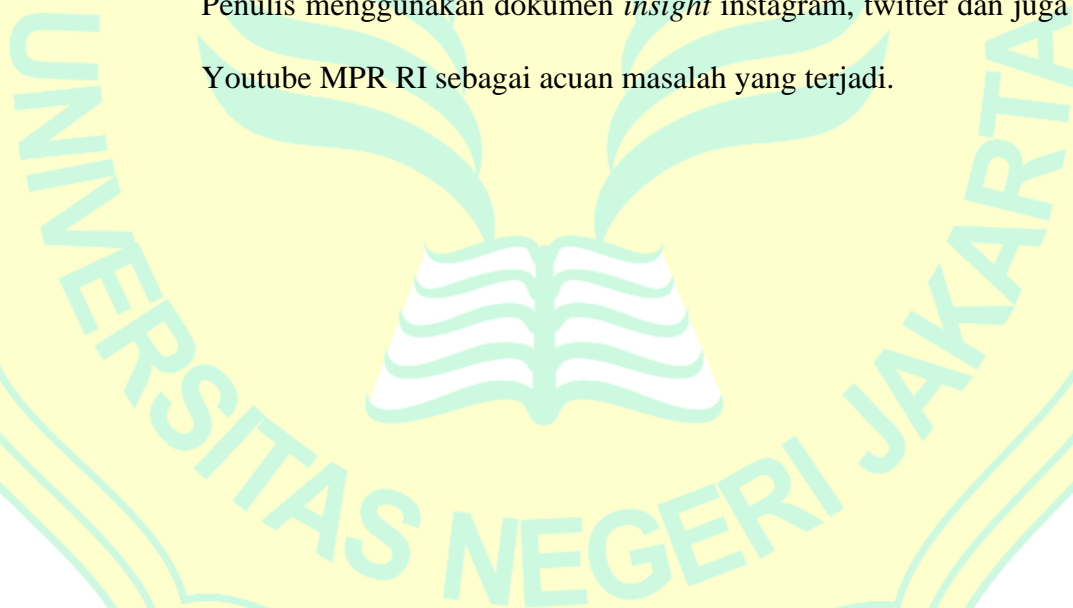 Penulis menggunakan dokumen insight instagram, twitter dan juga
Youtube MPR RI sebagai acuan masalah yang terjadi.
UNIVERSITAS NEGERI JAKARTA